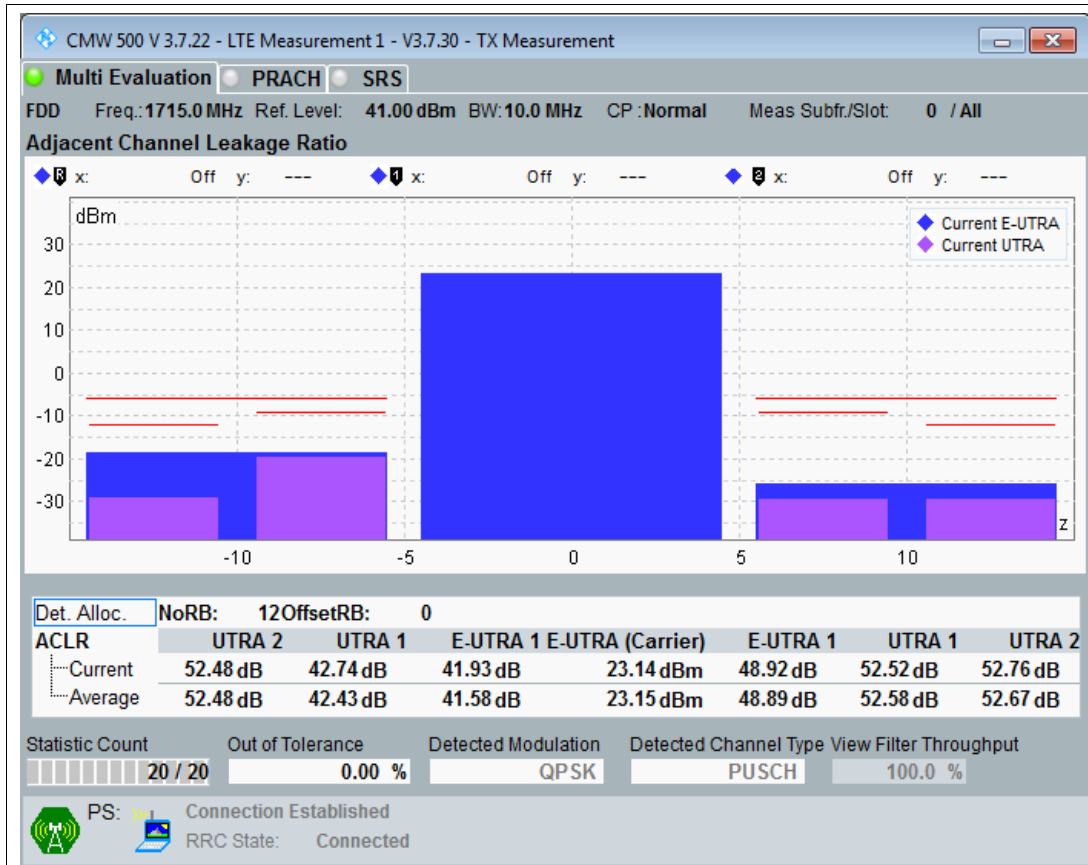 CMW 500 V 3.7.22 - LTE Measurement 1 - V3.7.30 - TX Measurement
Multi Evaluation PRACH SRS
FDD Freq.: 1715.0 MHz Ref. Level: 41.00 dBm BW: 10.0 MHz CP : Normal Meas Subfr./Slot: 0 / All
Adjacent Channel Leakage Ratio
R x: Off y: --- 1 x: Off y: --- 2 x: Off y: ---
dBm
Current E-UTRA
Current UTRA
30
20
10
0
-10
-20
-30
z
-10 -5 0 5 10
Det. Alloc. NoRB: 12 OffsetRB: 0
ACLR UTRA 2 UTRA 1 E-UTRA 1 E-UTRA (Carrier) E-UTRA 1 UTRA 1 UTRA 2
Current 52.48 dB 42.74 dB 41.93 dB 23.14 dBm 48.92 dB 52.52 dB 52.76 dB
Average 52.48 dB 42.43 dB 41.58 dB 23.15 dBm 48.89 dB 52.58 dB 52.67 dB
Statistic Count Out of Tolerance Detected Modulation Detected Channel Type View Filter Throughput
20 / 20 0.00 % QPSK PUSCH 100.0 %
PS: Connection Established
RRC State: Connected